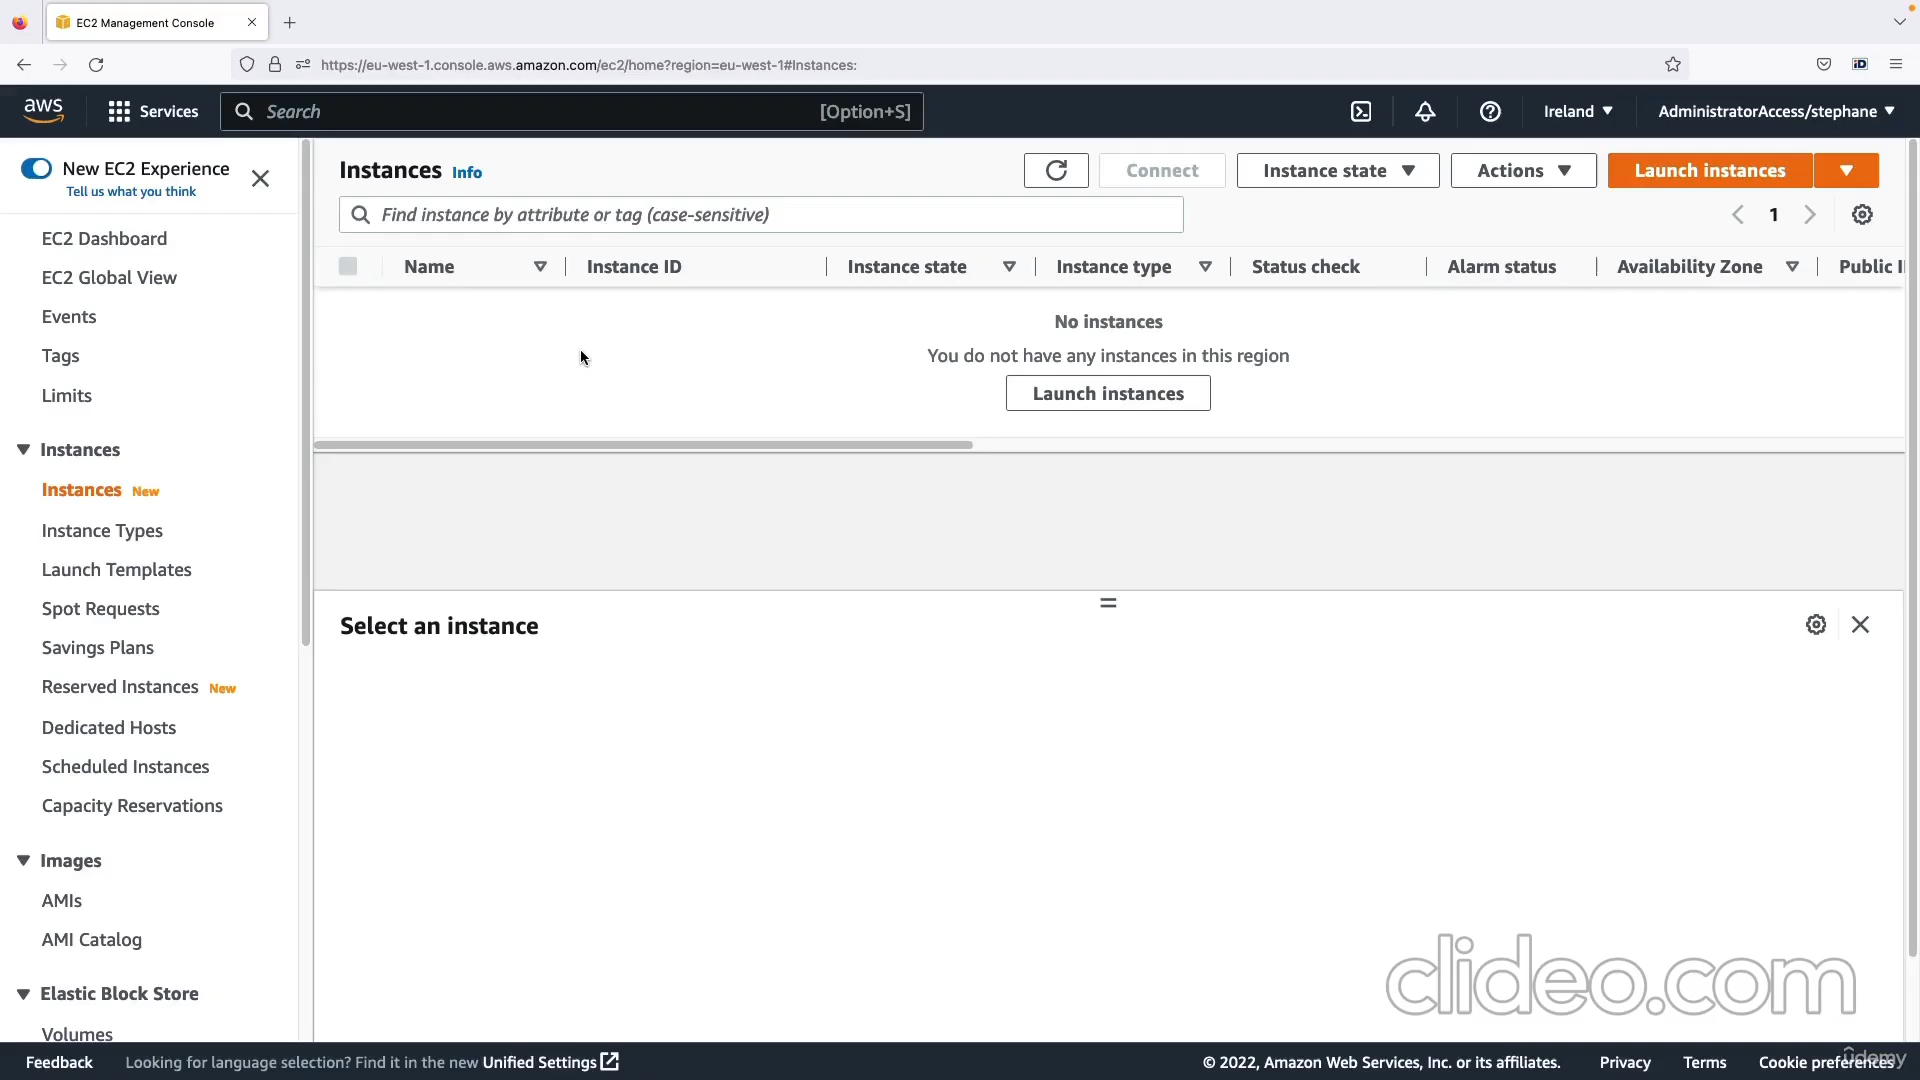 EC2 Management Console
https://eu-west-1.console.aws.amazon.com/ec2/home?region=eu-west-1#Instances:
aws
Services
Search
[Option+S]
Ireland
AdministratorAccess/stephane
New EC2 Experience
Tell us what you think
EC2 Dashboard
EC2 Global View
Events
Tags
Limits
Instances
Instances New
Instance Types
Launch Templates
Spot Requests
Savings Plans
Reserved Instances New
Dedicated Hosts
Scheduled Instances
Capacity Reservations
Images
AMIs
AMI Catalog
Elastic Block Store
Volumes
Instances Info
Connect
Instance state
Actions
Launch instances
Find instance by attribute or tag (case-sensitive)
1
Name
Instance ID
Instance state
Instance type
Status check
Alarm status
Availability Zone
Public I
No instances
You do not have any instances in this region
Launch instances
Select an instance
clideo.com
Feedback
Looking for language selection? Find it in the new Unified Settings
© 2022, Amazon Web Services, Inc. or its affiliates.
Privacy
Terms
Cookie preferences
ûdemy